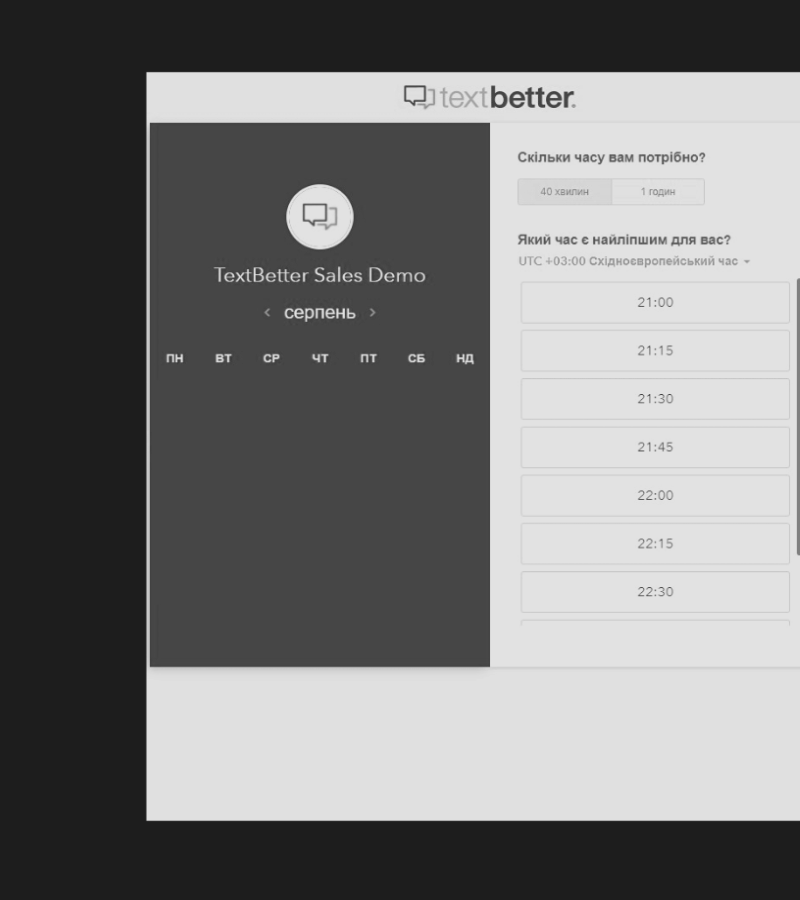 textbetter.
TextBetter Sales Demo
серпень
ПН ВТ СР ЧТ ПТ СБ НД
Скільки часу вам потрібно?
40 хвилин 1 годин
Який час є найліпшим для вас?
UTC +03:00 Східноєвропейський час
21:00
21:15
21:30
21:45
22:00
22:15
22:30